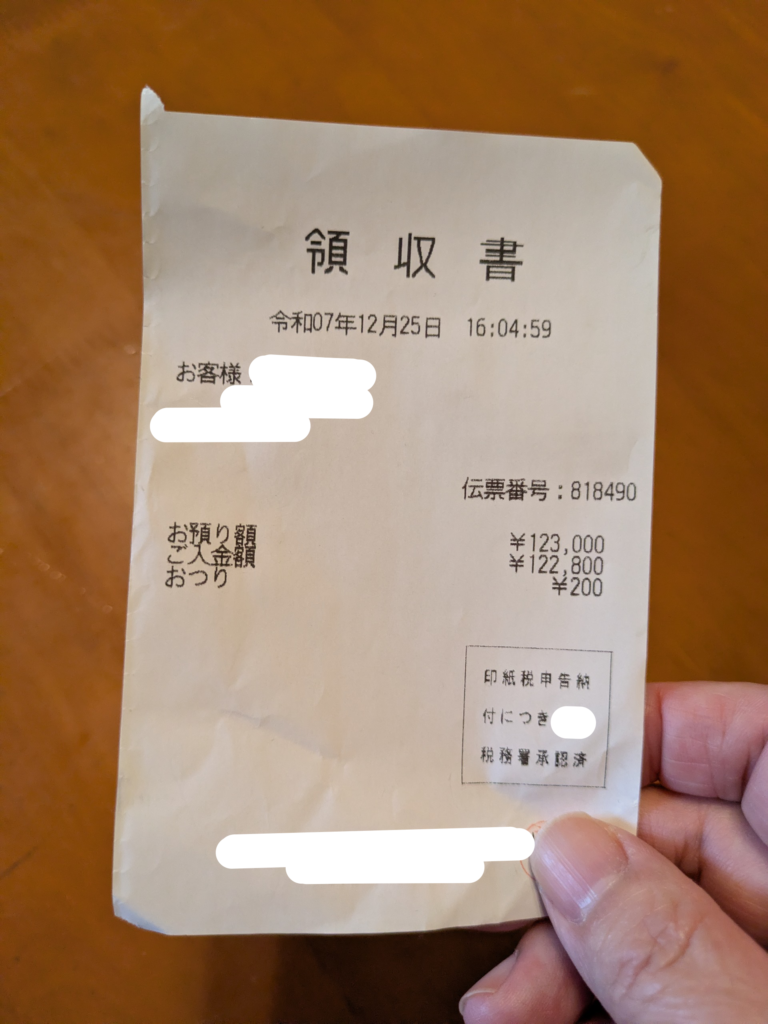 領収書
令和07年12月25日 16:04:59
お客様
伝票番号:818490
お預り額 ¥123,000
ご入金額 ¥122,800
おつり ¥200
印紙税申告納
付につき
税務署承認済